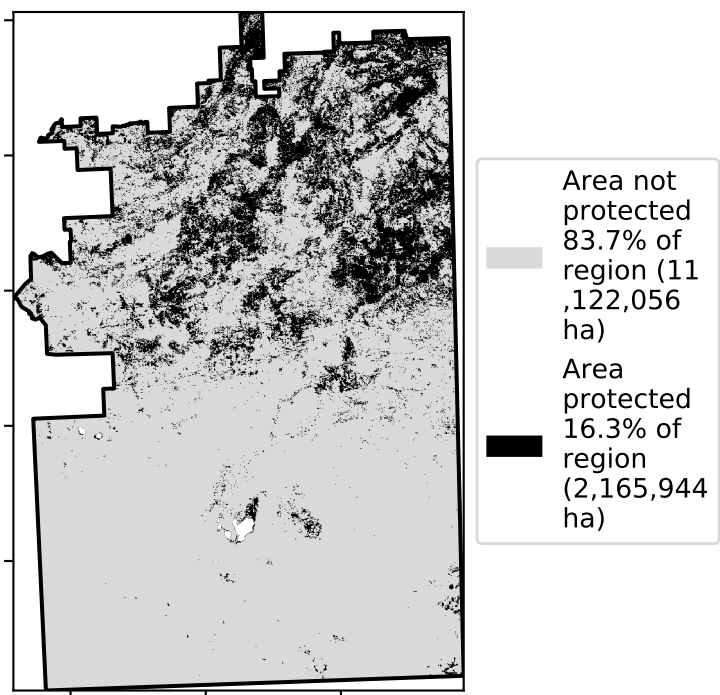 Area not
protected
83.7% of
region (11
,122,056
ha)
Area
protected
16.3% of
region
(2,165,944
ha)